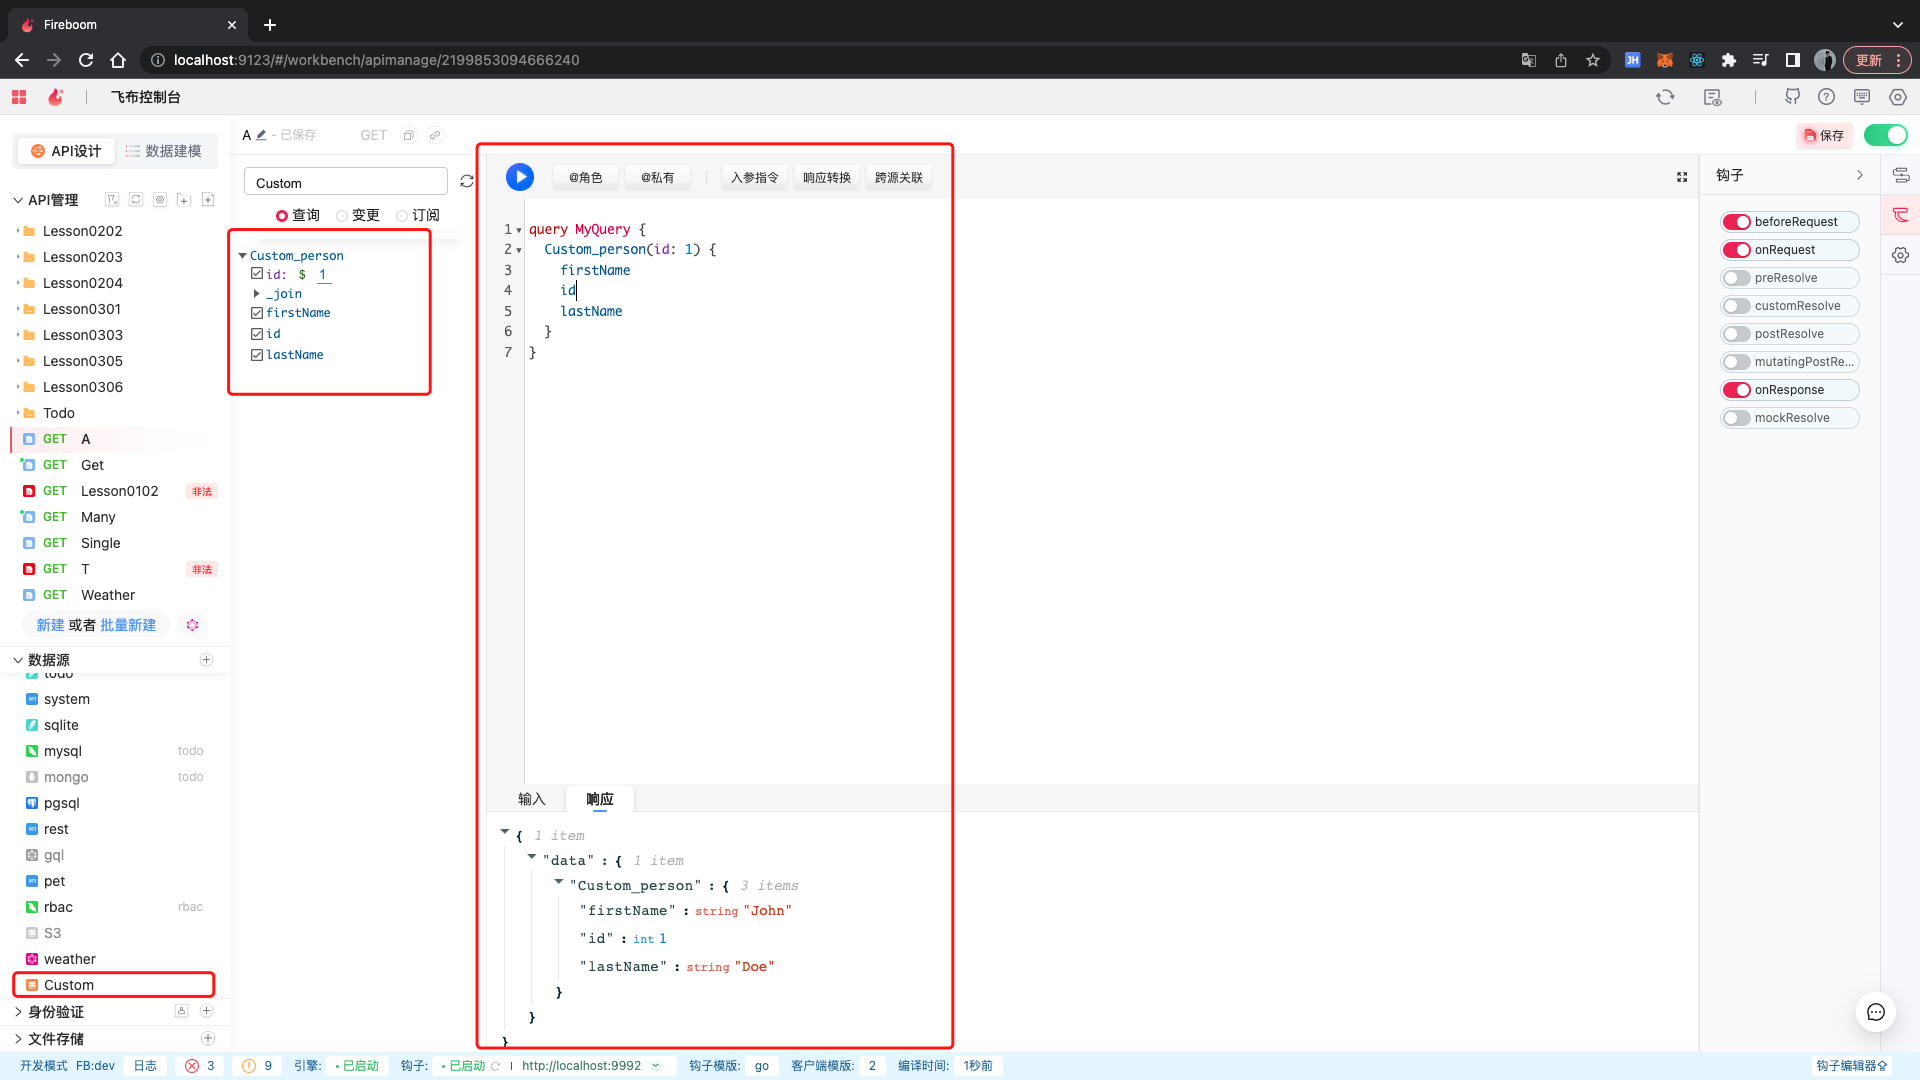 Fireboom
localhost:9123/#/workbench/apimanage/2199853094666240
JH
更新
飞布控制台
API设计
数据建模
A
- 已保存
GET
保存
API管理
Lesson0202
Lesson0203
Lesson0204
Lesson0301
Lesson0303
Lesson0305
Lesson0306
Todo
GET A
GET Get
GET Lesson0102 非法
GET Many
GET Single
GET T 非法
GET Weather
新建 或者 批量新建
数据源
todo
system
sqlite
mysql todo
mongo todo
pgsql
rest
gql
pet
rbac rbac
S3
weather
Custom
身份验证
文件存储
Custom
查询 变更 订阅
Custom_person
id: $ 1
_join
firstName
id
lastName
@角色 @私有 入参指令 响应转换 跨源关联
1 query MyQuery {
2 Custom_person(id: 1) {
3 firstName
4 id
5 lastName
6 }
7 }
输入 响应
{ 1 item
"data" : { 1 item
"Custom_person" : { 3 items
"firstName" : string "John"
"id" : int 1
"lastName" : string "Doe"
}
}
}
钩子
beforeRequest
onRequest
preResolve
customResolve
postResolve
mutatingPostRe...
onResponse
mockResolve
开发模式 FB:dev 日志 3 9 引擎: 已启动 钩子: 已启动 http://localhost:9992 钩子模版: go 客户端模版: 2 编译时间: 1秒前 钩子编辑器